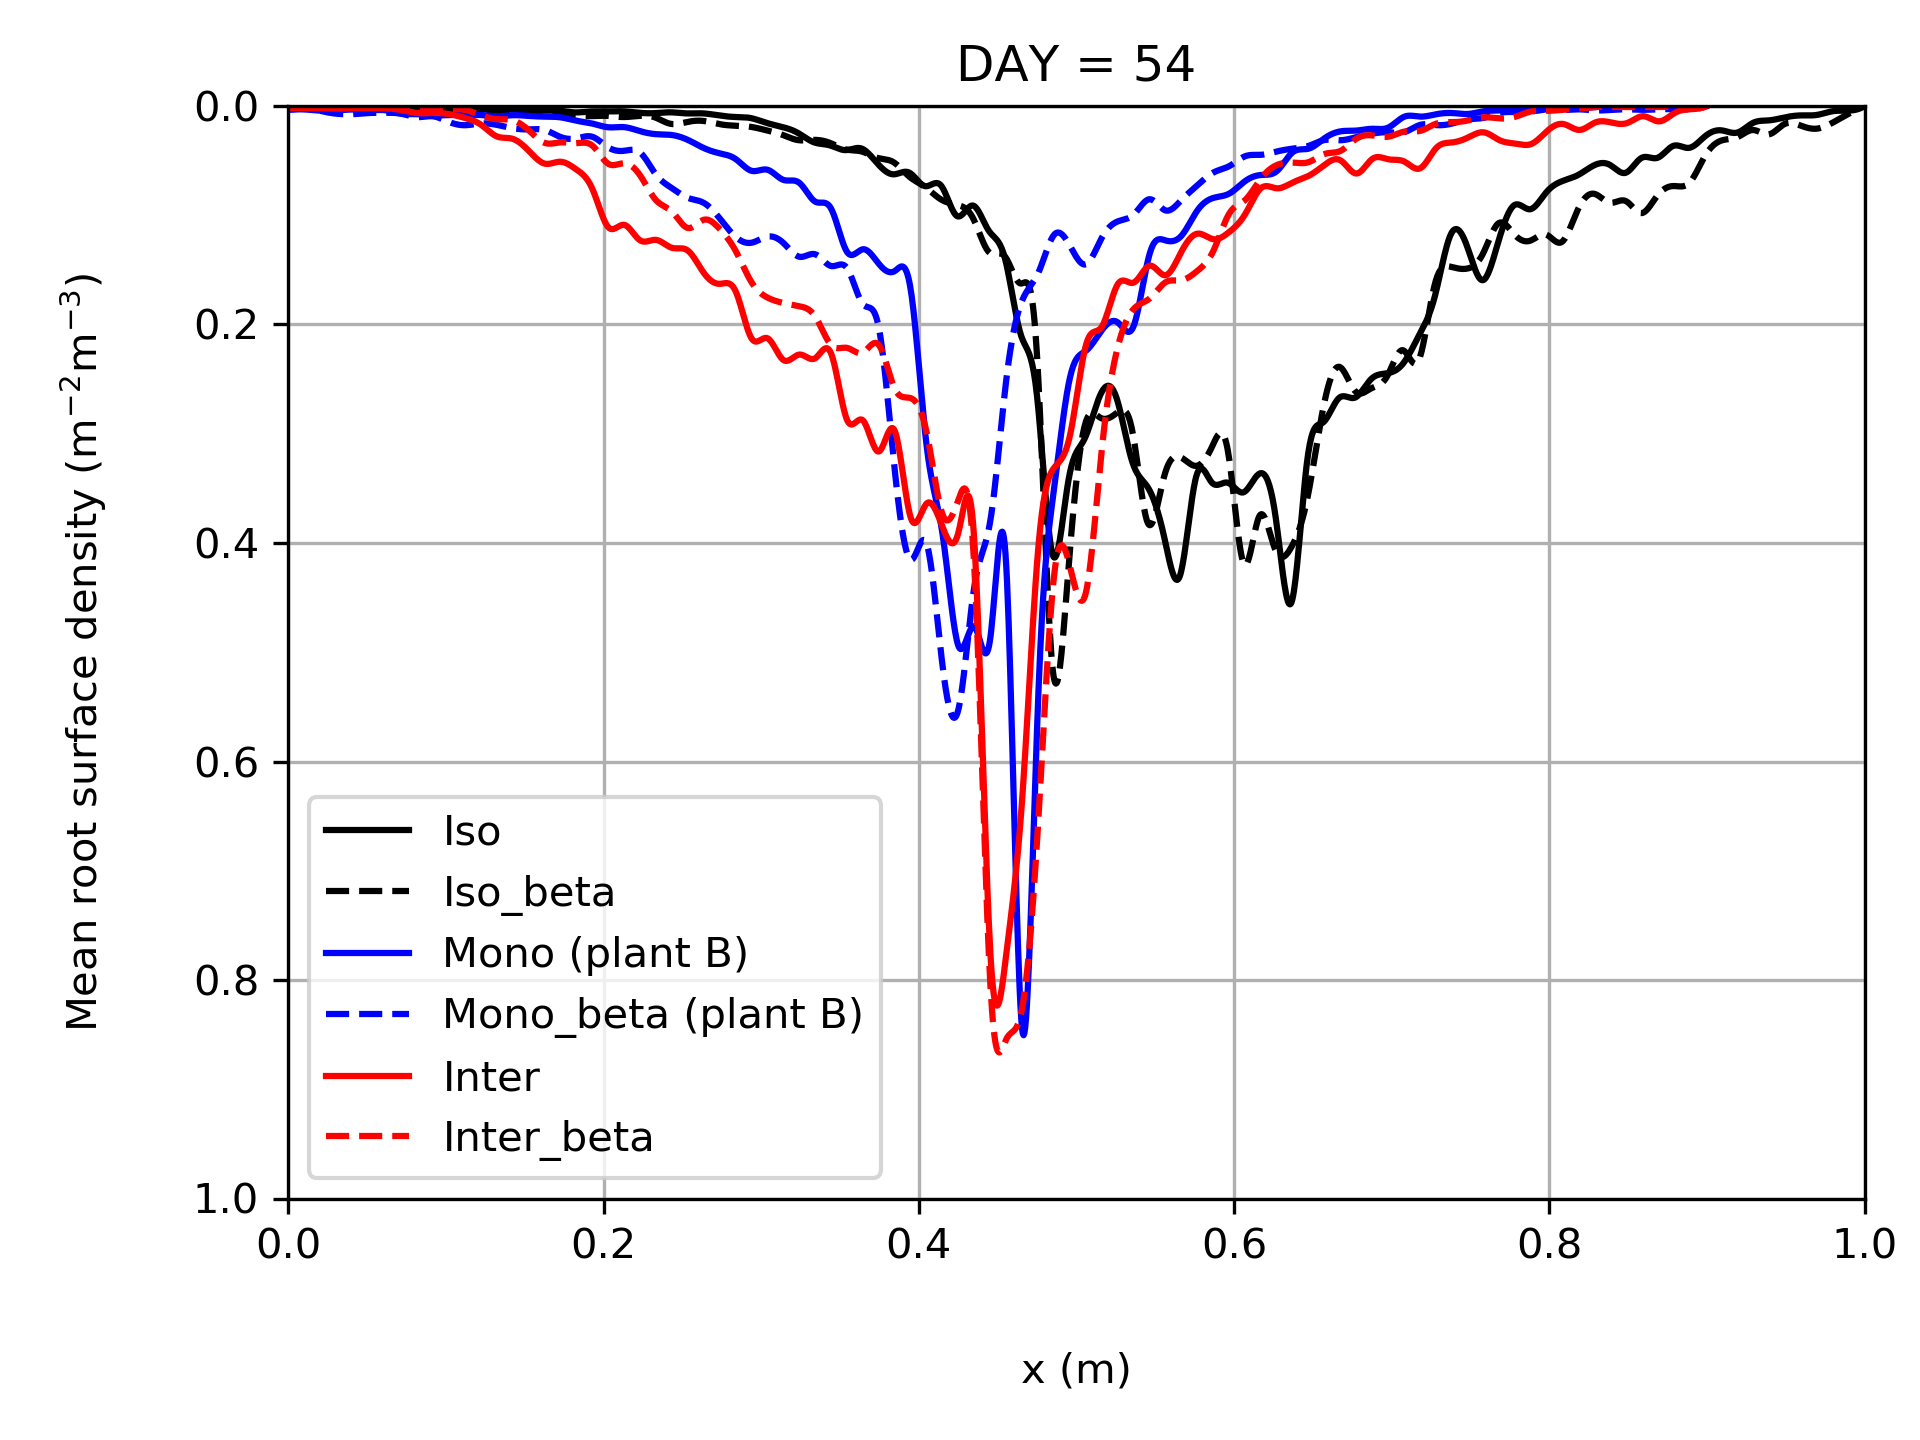 DAY = 54
Mean root surface density (m⁻²m⁻³)
0.0
0.2
0.4
0.6
0.8
1.0
Iso
Iso_beta
Mono (plant B)
Mono_beta (plant B)
Inter
Inter_beta
0.0 0.2 0.4 0.6 0.8 1.0
x (m)